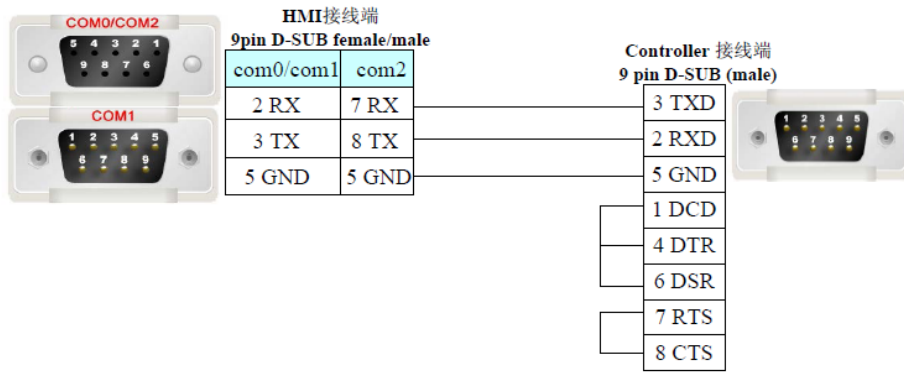 COM0/COM2
5 4 3 2 1
9 8 7 6
COM1
1 2 3 4 5
6 7 8 9
HMI接线端
9pin D-SUB female/male
com0/com1 com2
2 RX 7 RX
3 TX 8 TX
5 GND 5 GND
Controller 接线端
9 pin D-SUB (male)
3 TXD
2 RXD
5 GND
1 DCD
4 DTR
6 DSR
7 RTS
8 CTS
1 2 3 4 5
6 7 8 9